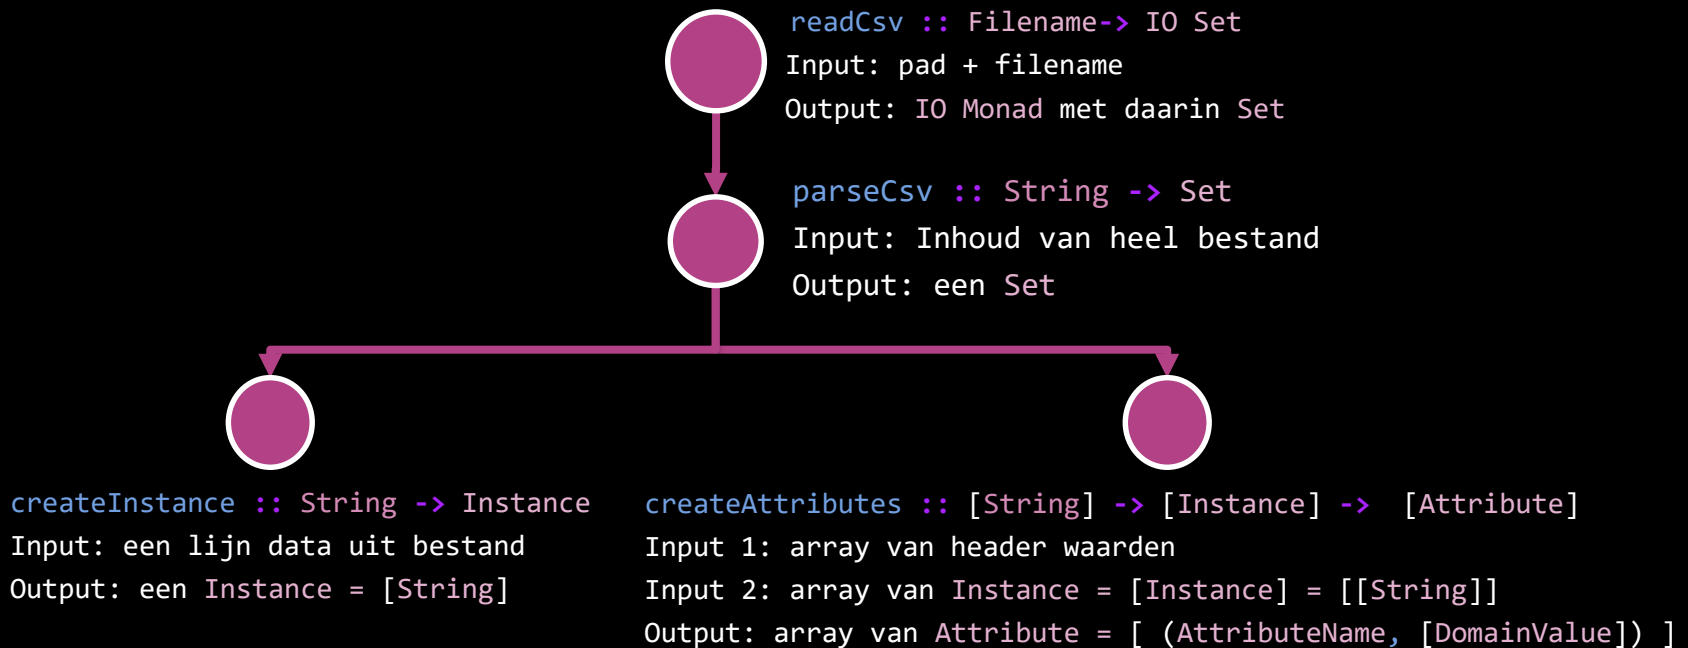 readCsv :: Filename-> IO Set
Input: pad + filename
Output: IO Monad met daarin Set
parseCsv :: String -> Set
Input: Inhoud van heel bestand
Output: een Set
createInstance :: String -> Instance
Input: een lijn data uit bestand
Output: een Instance = [String]
createAttributes :: [String] -> [Instance] -> [Attribute]
Input 1: array van header waarden
Input 2: array van Instance = [Instance] = [[String]]
Output: array van Attribute = [ (AttributeName, [DomainValue]) ]